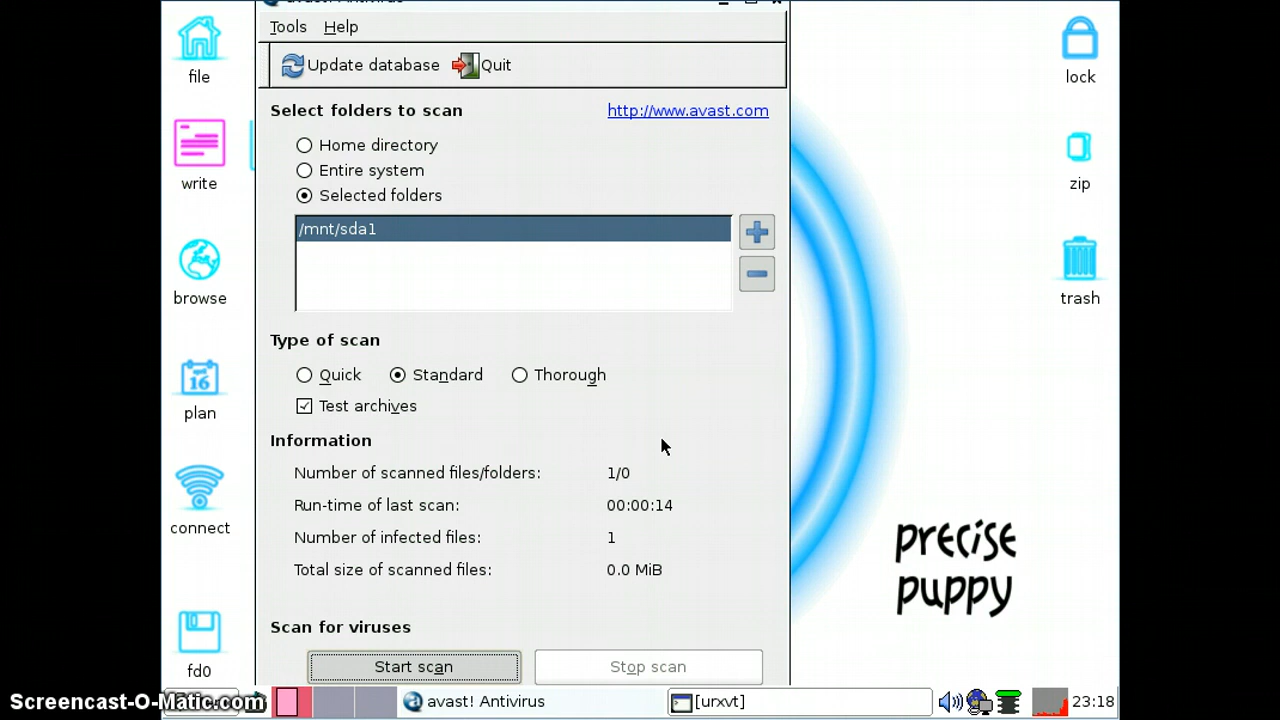 avast! Antivirus
Tools Help
file
lock
Update database Quit
Select folders to scan http://www.avast.com
Home directory
Entire system
write
zip
Selected folders
/mnt/sda1
browse
trash
Type of scan
Quick Standard Thorough
16
plan
Test archives
Information
Number of scanned files/folders: 1/0
Run-time of last scan: 00:00:14
connect
Number of infected files: 1
precise
Total size of scanned files: 0.0 MiB
puppy
Scan for viruses
fd0
Start scan Stop scan
Screencast-O-Matic.com
avast! Antivirus [urxvt] 23:18